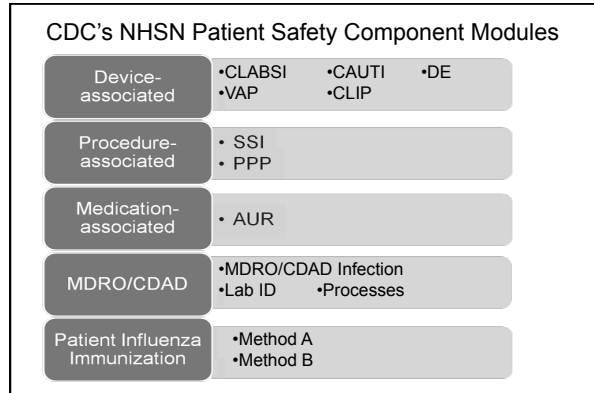 CDC's NHSN Patient Safety Component Modules
Device-
associated
•CLABSI •CAUTI •DE
•VAP •CLIP
Procedure-
associated
• SSI
• PPP
Medication-
associated
• AUR
MDRO/CDAD
•MDRO/CDAD Infection
•Lab ID •Processes
Patient Influenza
Immunization
•Method A
•Method B